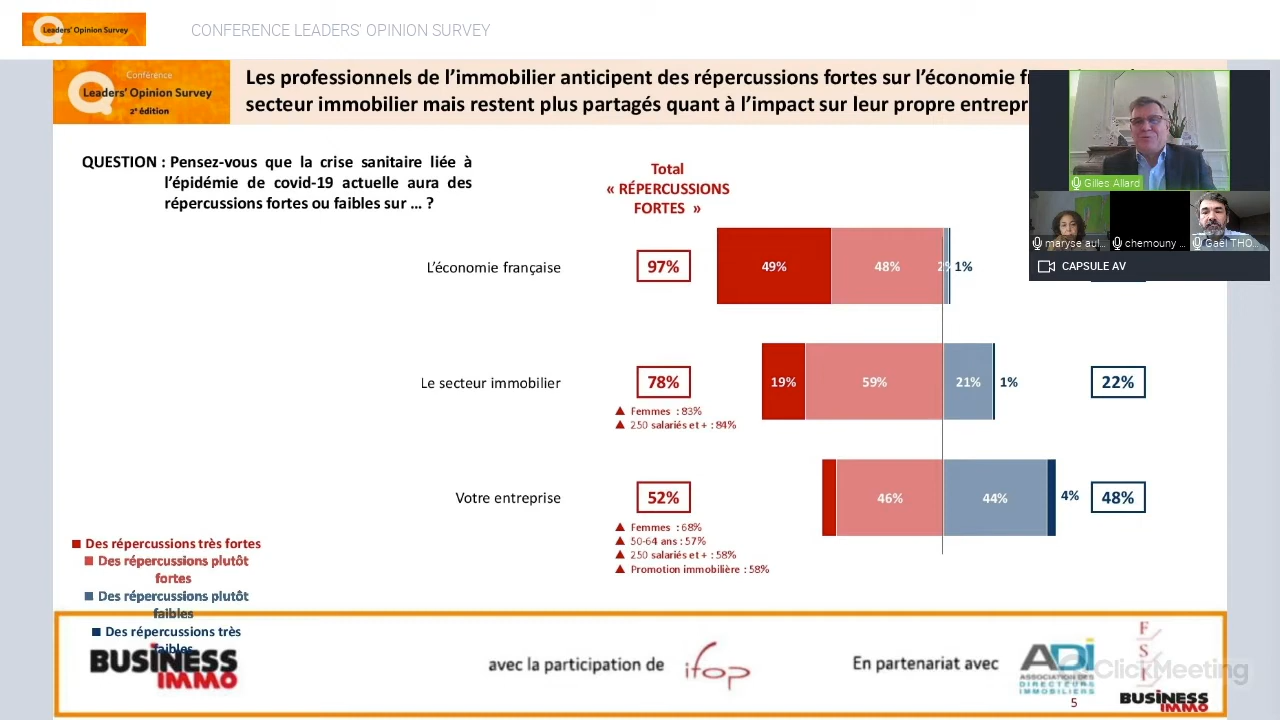 Leaders' Opinion Survey
CONFERENCE LEADERS' OPINION SURVEY
Conférence
Leaders' Opinion Survey
2e édition
Les professionnels de l'immobilier anticipent des répercussions fortes sur l'économie
secteur immobilier mais restent plus partagés quant à l'impact sur leur propre
QUESTION : Pensez-vous que la crise sanitaire liée à
l'épidémie de covid-19 actuelle aura des
répercussions fortes ou faibles sur ... ?
Total
« RÉPERCUSSIONS
FORTES »
Gilles Allard
maryse aul...
chemouny ...
Gaël THO...
CAPSULE AV
L'économie française
97%
49%
48%
2%
1%
Le secteur immobilier
78%
19%
59%
21%
1%
22%
▲ Femmes : 83%
▲ 250 salariés et + : 84%
Votre entreprise
52%
46%
44%
4%
48%
▲ Femmes : 68%
▲ 50-64 ans : 57%
▲ 250 salariés et + : 58%
▲ Promotion immobilière : 58%
■ Des répercussions très fortes
■ Des répercussions plutôt
fortes
■ Des répercussions plutôt
faibles
■ Des répercussions très
faibles
BUSINESS
IMMO
avec la participation de
ifop
En partenariat avec
ADI
ASSOCIATION DES
DIRECTEURS
IMMOBILIERS
F
S
I
ClickMeeting
BUSINESS
IMMO
5